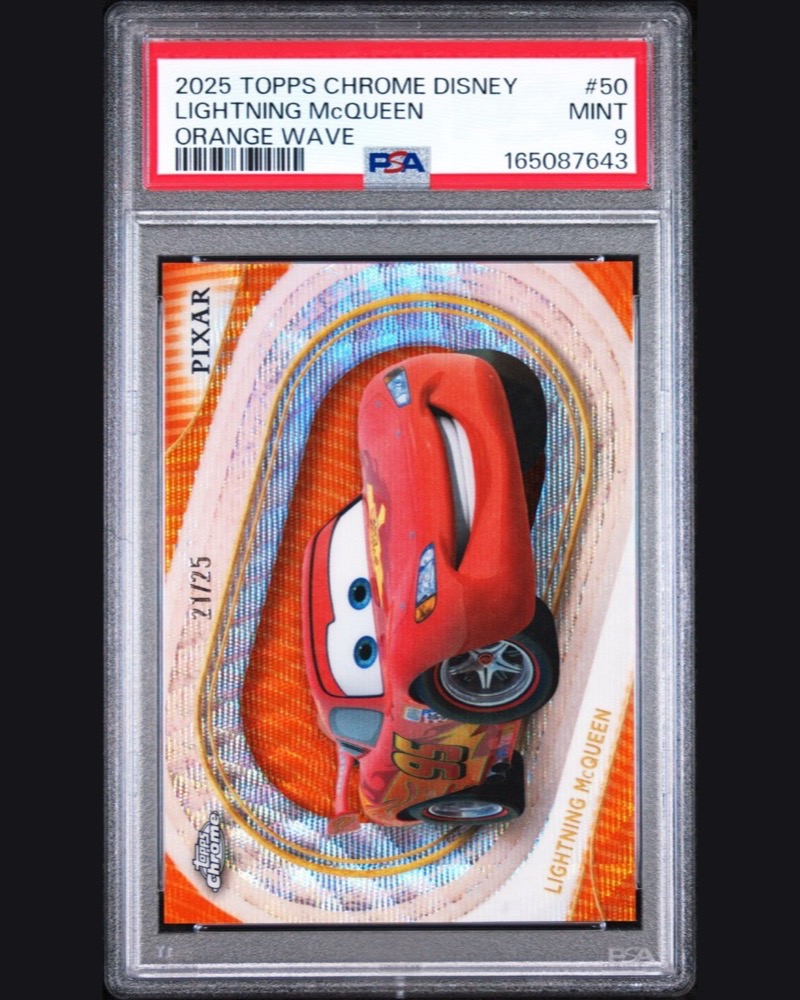 2025 TOPPS CHROME DISNEY #50
LIGHTNING McQUEEN MINT
ORANGE WAVE 9
PSA 165087643
PIXAR
21/25
95
topps
chrome
LIGHTNING McQUEEN
PSA